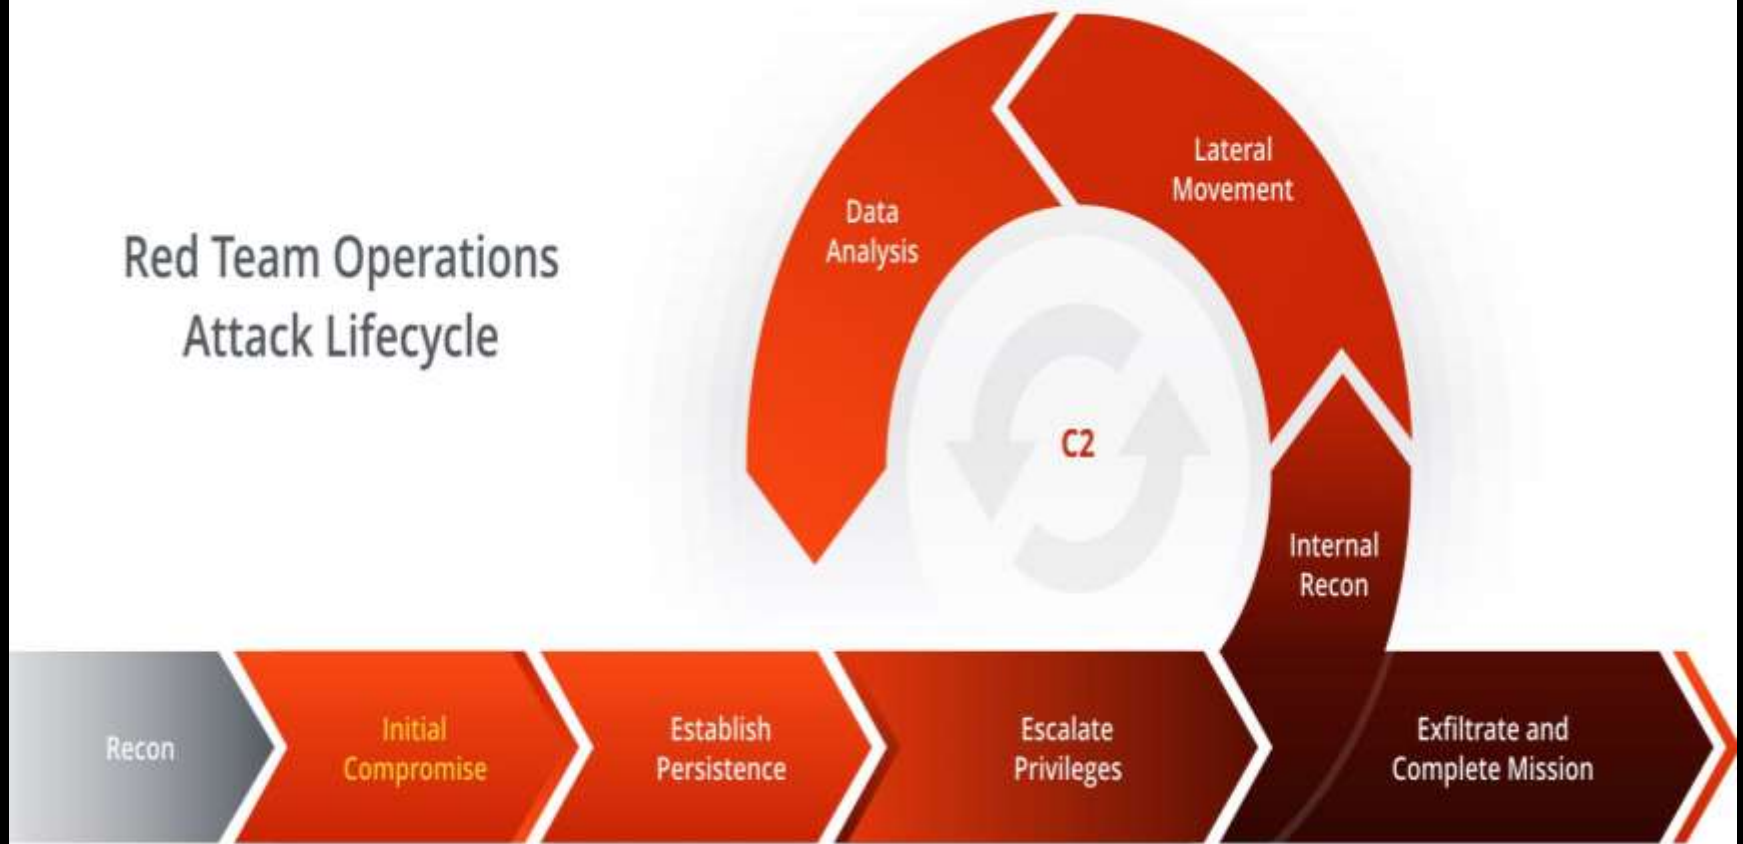 Red Team Operations
Attack Lifecycle
Data
Analysis
Lateral
Movement
C2
Internal
Recon
Recon
Initial
Compromise
Establish
Persistence
Escalate
Privileges
Exfiltrate and
Complete Mission